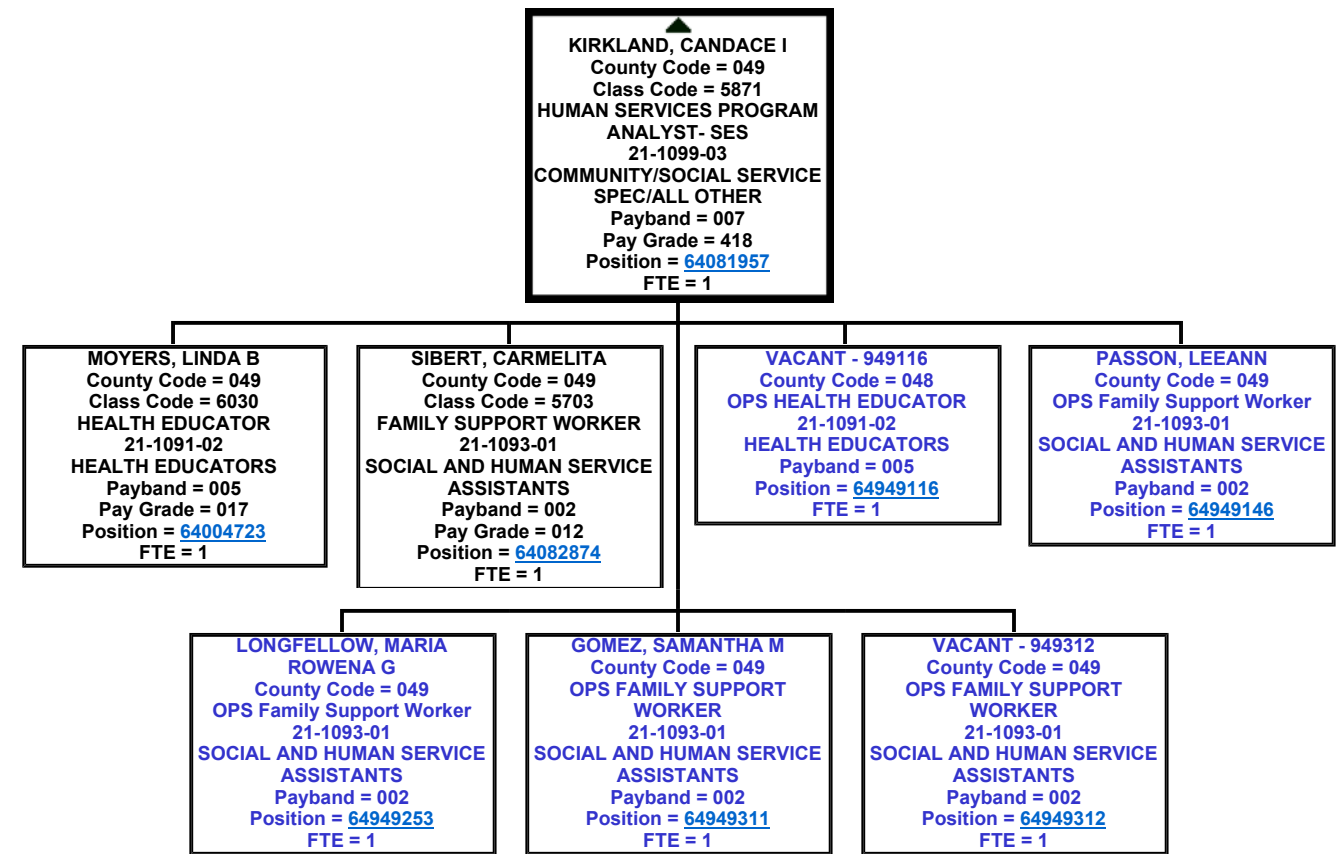 KIRKLAND, CANDACE I
County Code = 049
Class Code = 5871
HUMAN SERVICES PROGRAM
ANALYST- SES
21-1099-03
COMMUNITY/SOCIAL SERVICE
SPEC/ALL OTHER
Payband = 007
Pay Grade = 418
Position = 64081957
FTE = 1
MOYERS, LINDA B
County Code = 049
Class Code = 6030
HEALTH EDUCATOR
21-1091-02
HEALTH EDUCATORS
Payband = 005
Pay Grade = 017
Position = 64004723
FTE = 1
SIBERT, CARMELITA
County Code = 049
Class Code = 5703
FAMILY SUPPORT WORKER
21-1093-01
SOCIAL AND HUMAN SERVICE
ASSISTANTS
Payband = 002
Pay Grade = 012
Position = 64082874
FTE = 1
VACANT - 949116
County Code = 048
OPS HEALTH EDUCATOR
21-1091-02
HEALTH EDUCATORS
Payband = 005
Position = 64949116
FTE = 1
PASSON, LEEANN
County Code = 049
OPS Family Support Worker
21-1093-01
SOCIAL AND HUMAN SERVICE
ASSISTANTS
Payband = 002
Position = 64949146
FTE = 1
LONGFELLOW, MARIA
ROWENA G
County Code = 049
OPS Family Support Worker
21-1093-01
SOCIAL AND HUMAN SERVICE
ASSISTANTS
Payband = 002
Position = 64949253
FTE = 1
GOMEZ, SAMANTHA M
County Code = 049
OPS FAMILY SUPPORT
WORKER
21-1093-01
SOCIAL AND HUMAN SERVICE
ASSISTANTS
Payband = 002
Position = 64949311
FTE = 1
VACANT - 949312
County Code = 049
OPS FAMILY SUPPORT
WORKER
21-1093-01
SOCIAL AND HUMAN SERVICE
ASSISTANTS
Payband = 002
Position = 64949312
FTE = 1